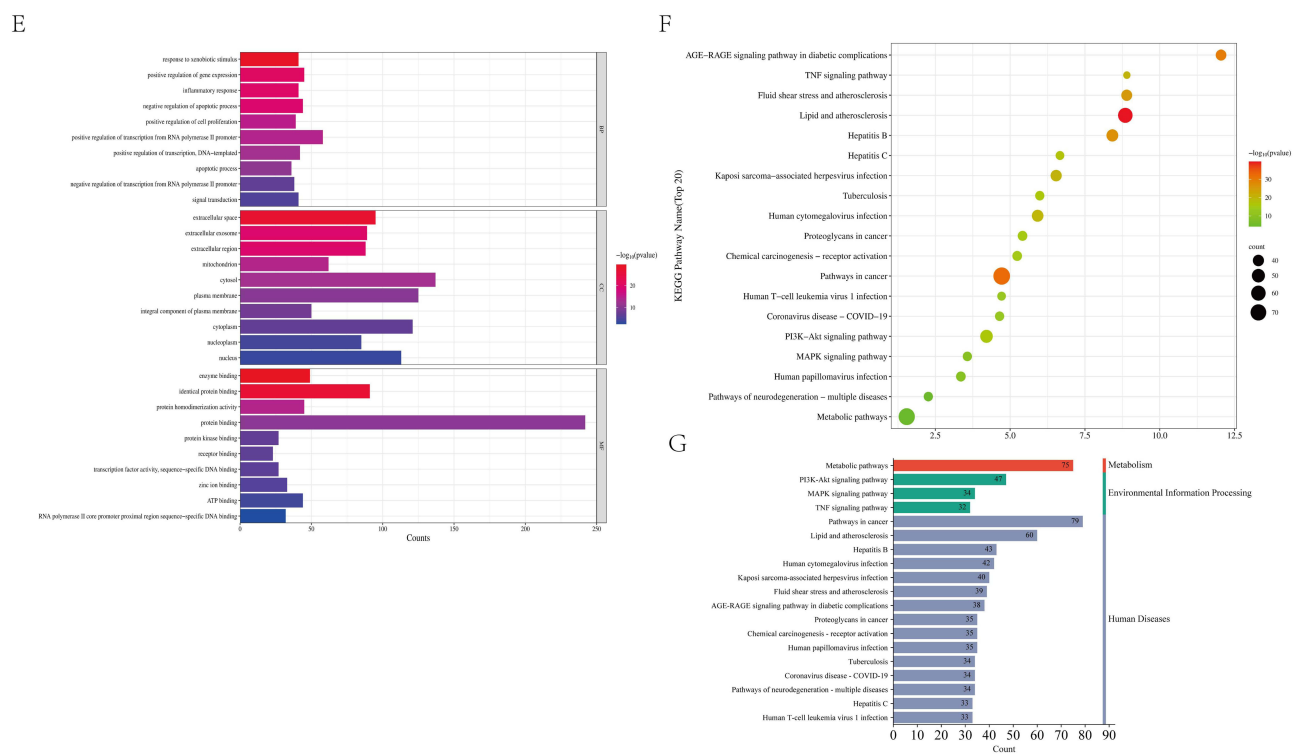 E
response to xenobiotic stimulus
positive regulation of gene expression
inflammatory response
negative regulation of apoptotic process
positive regulation of cell proliferation
positive regulation of transcription from RNA polymerase II promoter
positive regulation of transcription, DNA-templated
apoptotic process
negative regulation of transcription from RNA polymerase II promoter
signal transduction
BP
extracellular space
extracellular exosome
extracellular region
mitochondrion
cytosol
plasma membrane
integral component of plasma membrane
cytoplasm
nucleoplasm
nucleus
CC
enzyme binding
identical protein binding
protein homodimerization activity
protein binding
protein kinase binding
receptor binding
transcription factor activity, sequence-specific DNA binding
zinc ion binding
ATP binding
RNA polymerase II core promoter proximal region sequence-specific DNA binding
MF
0 50 100 150 200 250
Counts
−log₁₀(pvalue)
20
10
F
KEGG Pathway Name(Top 20)
AGE−RAGE signaling pathway in diabetic complications
TNF signaling pathway
Fluid shear stress and atherosclerosis
Lipid and atherosclerosis
Hepatitis B
Hepatitis C
Kaposi sarcoma−associated herpesvirus infection
Tuberculosis
Human cytomegalovirus infection
Proteoglycans in cancer
Chemical carcinogenesis − receptor activation
Pathways in cancer
Human T−cell leukemia virus 1 infection
Coronavirus disease − COVID−19
PI3K−Akt signaling pathway
MAPK signaling pathway
Human papillomavirus infection
Pathways of neurodegeneration − multiple diseases
Metabolic pathways
2.5 5.0 7.5 10.0 12.5
−log₁₀(pvalue)
30
20
10
count
40
50
60
70
G
Metabolic pathways 75
PI3K-Akt signaling pathway 47
MAPK signaling pathway 34
TNF signaling pathway 32
Pathways in cancer 79
Lipid and atherosclerosis 60
Hepatitis B 43
Human cytomegalovirus infection 42
Kaposi sarcoma-associated herpesvirus infection 40
Fluid shear stress and atherosclerosis 39
AGE-RAGE signaling pathway in diabetic complications 38
Proteoglycans in cancer 35
Chemical carcinogenesis - receptor activation 35
Human papillomavirus infection 35
Tuberculosis 34
Coronavirus disease - COVID-19 34
Pathways of neurodegeneration - multiple diseases 34
Hepatitis C 33
Human T-cell leukemia virus 1 infection 33
0 10 20 30 40 50 60 70 80 90
Count
Metabolism
Environmental Information Processing
Human Diseases